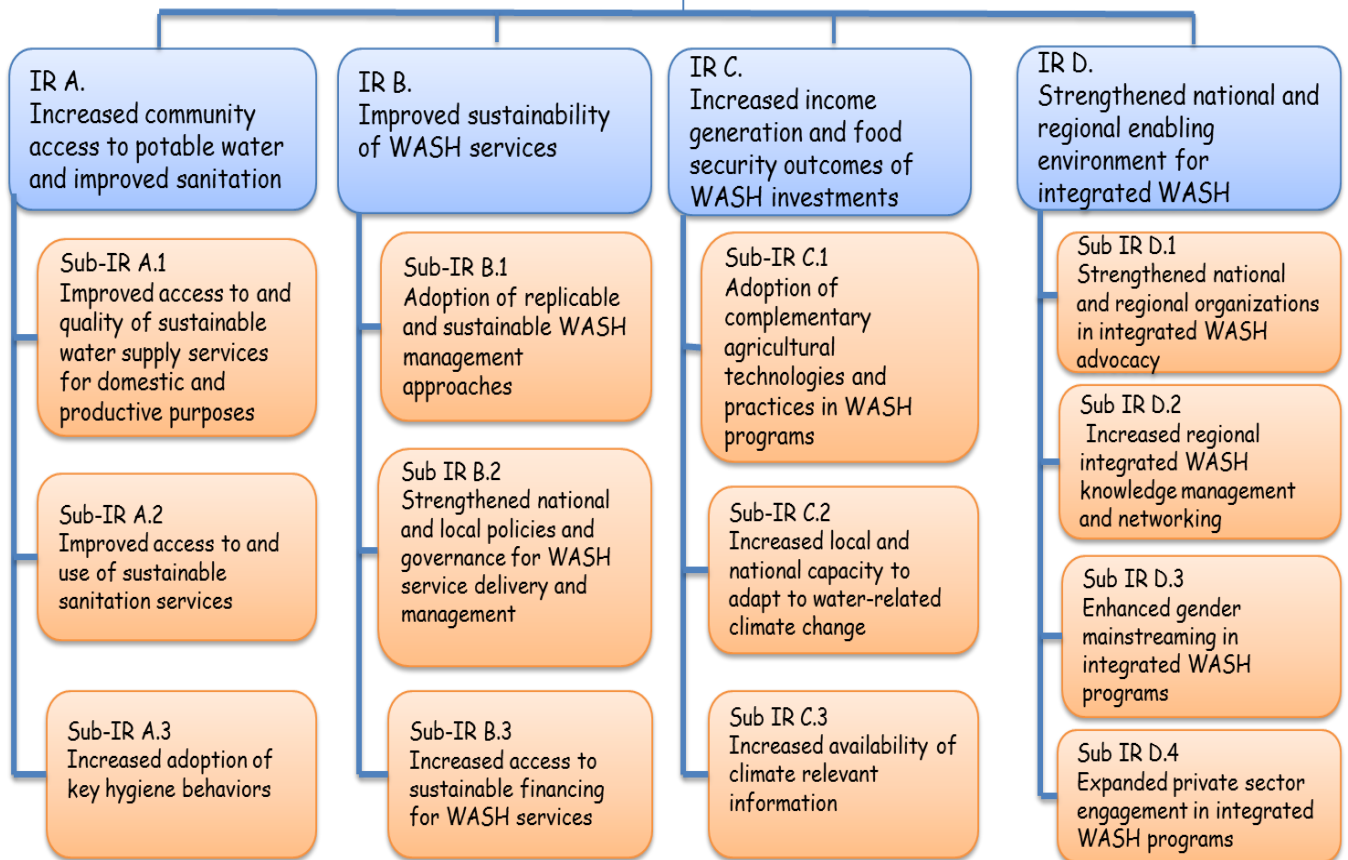 IR A.
Increased community
access to potable water
and improved sanitation
Sub-IR A.1
Improved access to and
quality of sustainable
water supply services
for domestic and
productive purposes
Sub-IR A.2
Improved access to and
use of sustainable
sanitation services
Sub-IR A.3
Increased adoption of
key hygiene behaviors
IR B.
Improved sustainability
of WASH services
Sub-IR B.1
Adoption of replicable
and sustainable WASH
management
approaches
Sub IR B.2
Strengthened national
and local policies and
governance for WASH
service delivery and
management
Sub-IR B.3
Increased access to
sustainable financing
for WASH services
IR C.
Increased income
generation and food
security outcomes of
WASH investments
Sub-IR C.1
Adoption of
complementary
agricultural
technologies and
practices in WASH
programs
Sub-IR C.2
Increased local and
national capacity to
adapt to water-related
climate change
Sub IR C.3
Increased availability of
climate relevant
information
IR D.
Strengthened national and
regional enabling
environment for
integrated WASH
Sub IR D.1
Strengthened national
and regional organizations
in integrated WASH
advocacy
Sub IR D.2
Increased regional
integrated WASH
knowledge management
and networking
Sub IR D.3
Enhanced gender
mainstreaming in
integrated WASH
programs
Sub IR D.4
Expanded private sector
engagement in integrated
WASH programs